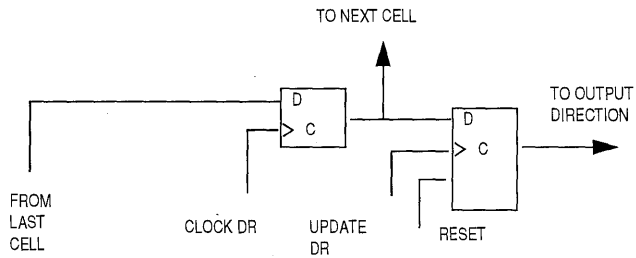 TO NEXT CELL
D
C
TO OUTPUT
DIRECTION
D
C
FROM
LAST
CELL
CLOCK DR
UPDATE
DR
RESET